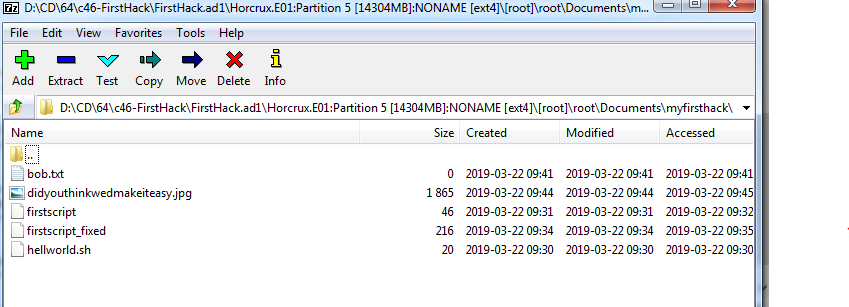 D:\CD\64\c46-FirstHack\FirstHack.ad1\Horcrux.E01:Partition 5 [14304MB]:NONAME [ext4]\[root]\root\Documents\m...
File Edit View Favorites Tools Help
Add Extract Test Copy Move Delete Info
D:\CD\64\c46-FirstHack\FirstHack.ad1\Horcrux.E01:Partition 5 [14304MB]:NONAME [ext4]\[root]\root\Documents\myfirsthack\
Name Size Created Modified Accessed
..
bob.txt 0 2019-03-22 09:41 2019-03-22 09:41 2019-03-22 09:41
didyouthinkwedmakeiteasy.jpg 1 865 2019-03-22 09:44 2019-03-22 09:44 2019-03-22 09:45
firstscript 46 2019-03-22 09:31 2019-03-22 09:31 2019-03-22 09:32
firstscript_fixed 216 2019-03-22 09:34 2019-03-22 09:34 2019-03-22 09:35
hellworld.sh 20 2019-03-22 09:30 2019-03-22 09:30 2019-03-22 09:30